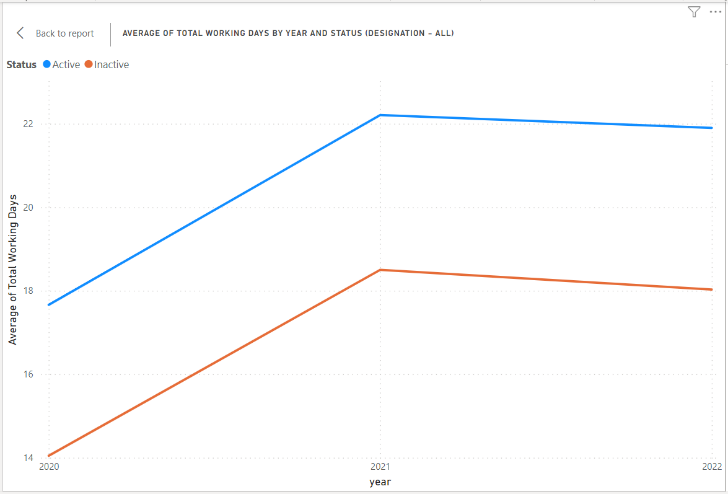 Back to report
AVERAGE OF TOTAL WORKING DAYS BY YEAR AND STATUS (DESIGNATION – ALL)
Status Active Inactive
Average of Total Working Days
22
20
18
16
14
2020 2021 2022
year